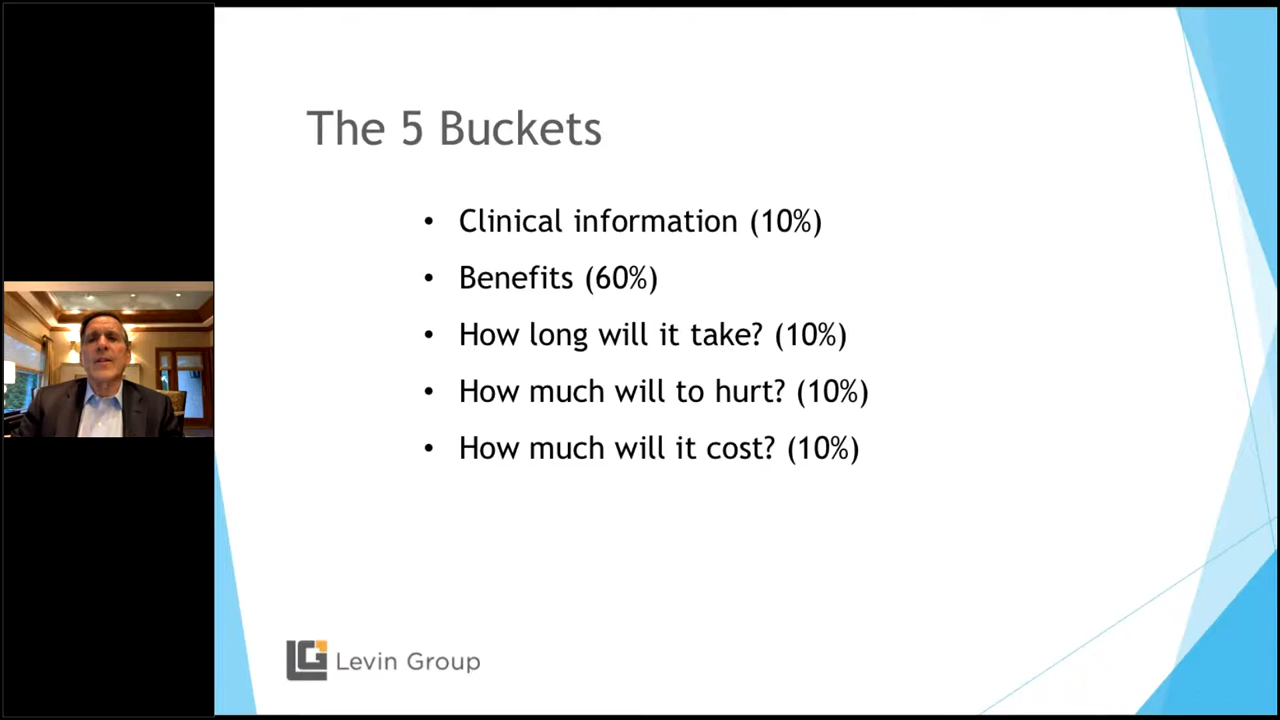 The 5 Buckets
• Clinical information (10%)
• Benefits (60%)
• How long will it take? (10%)
• How much will to hurt? (10%)
• How much will it cost? (10%)
LG Levin Group